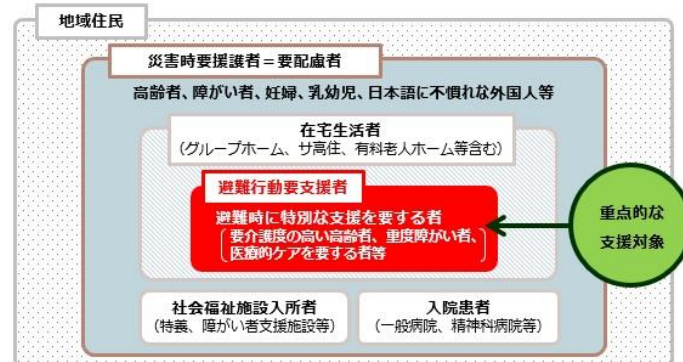 地域住民
災害時要援護者＝要配慮者
高齢者、障がい者、妊婦、乳幼児、日本語に不慣れな外国人等
在宅生活者
（グループホーム、サ高住、有料老人ホーム等含む）
避難行動要支援者
避難時に特別な支援を要する者
要介護度の高い高齢者、重度障がい者、
医療的ケアを要する者等
重点的な
支援対象
社会福祉施設入所者
（特義、障がい者支援施設等）
入院患者
（一般病院、精神科病院等）